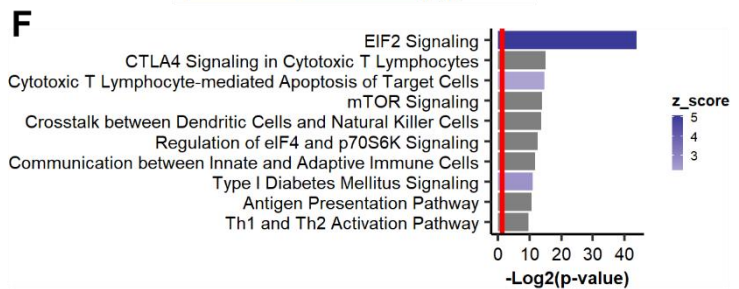 F
EIF2 Signaling
CTLA4 Signaling in Cytotoxic T Lymphocytes
Cytotoxic T Lymphocyte-mediated Apoptosis of Target Cells
mTOR Signaling
Crosstalk between Dendritic Cells and Natural Killer Cells
Regulation of eIF4 and p70S6K Signaling
Communication between Innate and Adaptive Immune Cells
Type I Diabetes Mellitus Signaling
Antigen Presentation Pathway
Th1 and Th2 Activation Pathway
0 10 20 30 40
-Log2(p-value)
z_score
5
4
3